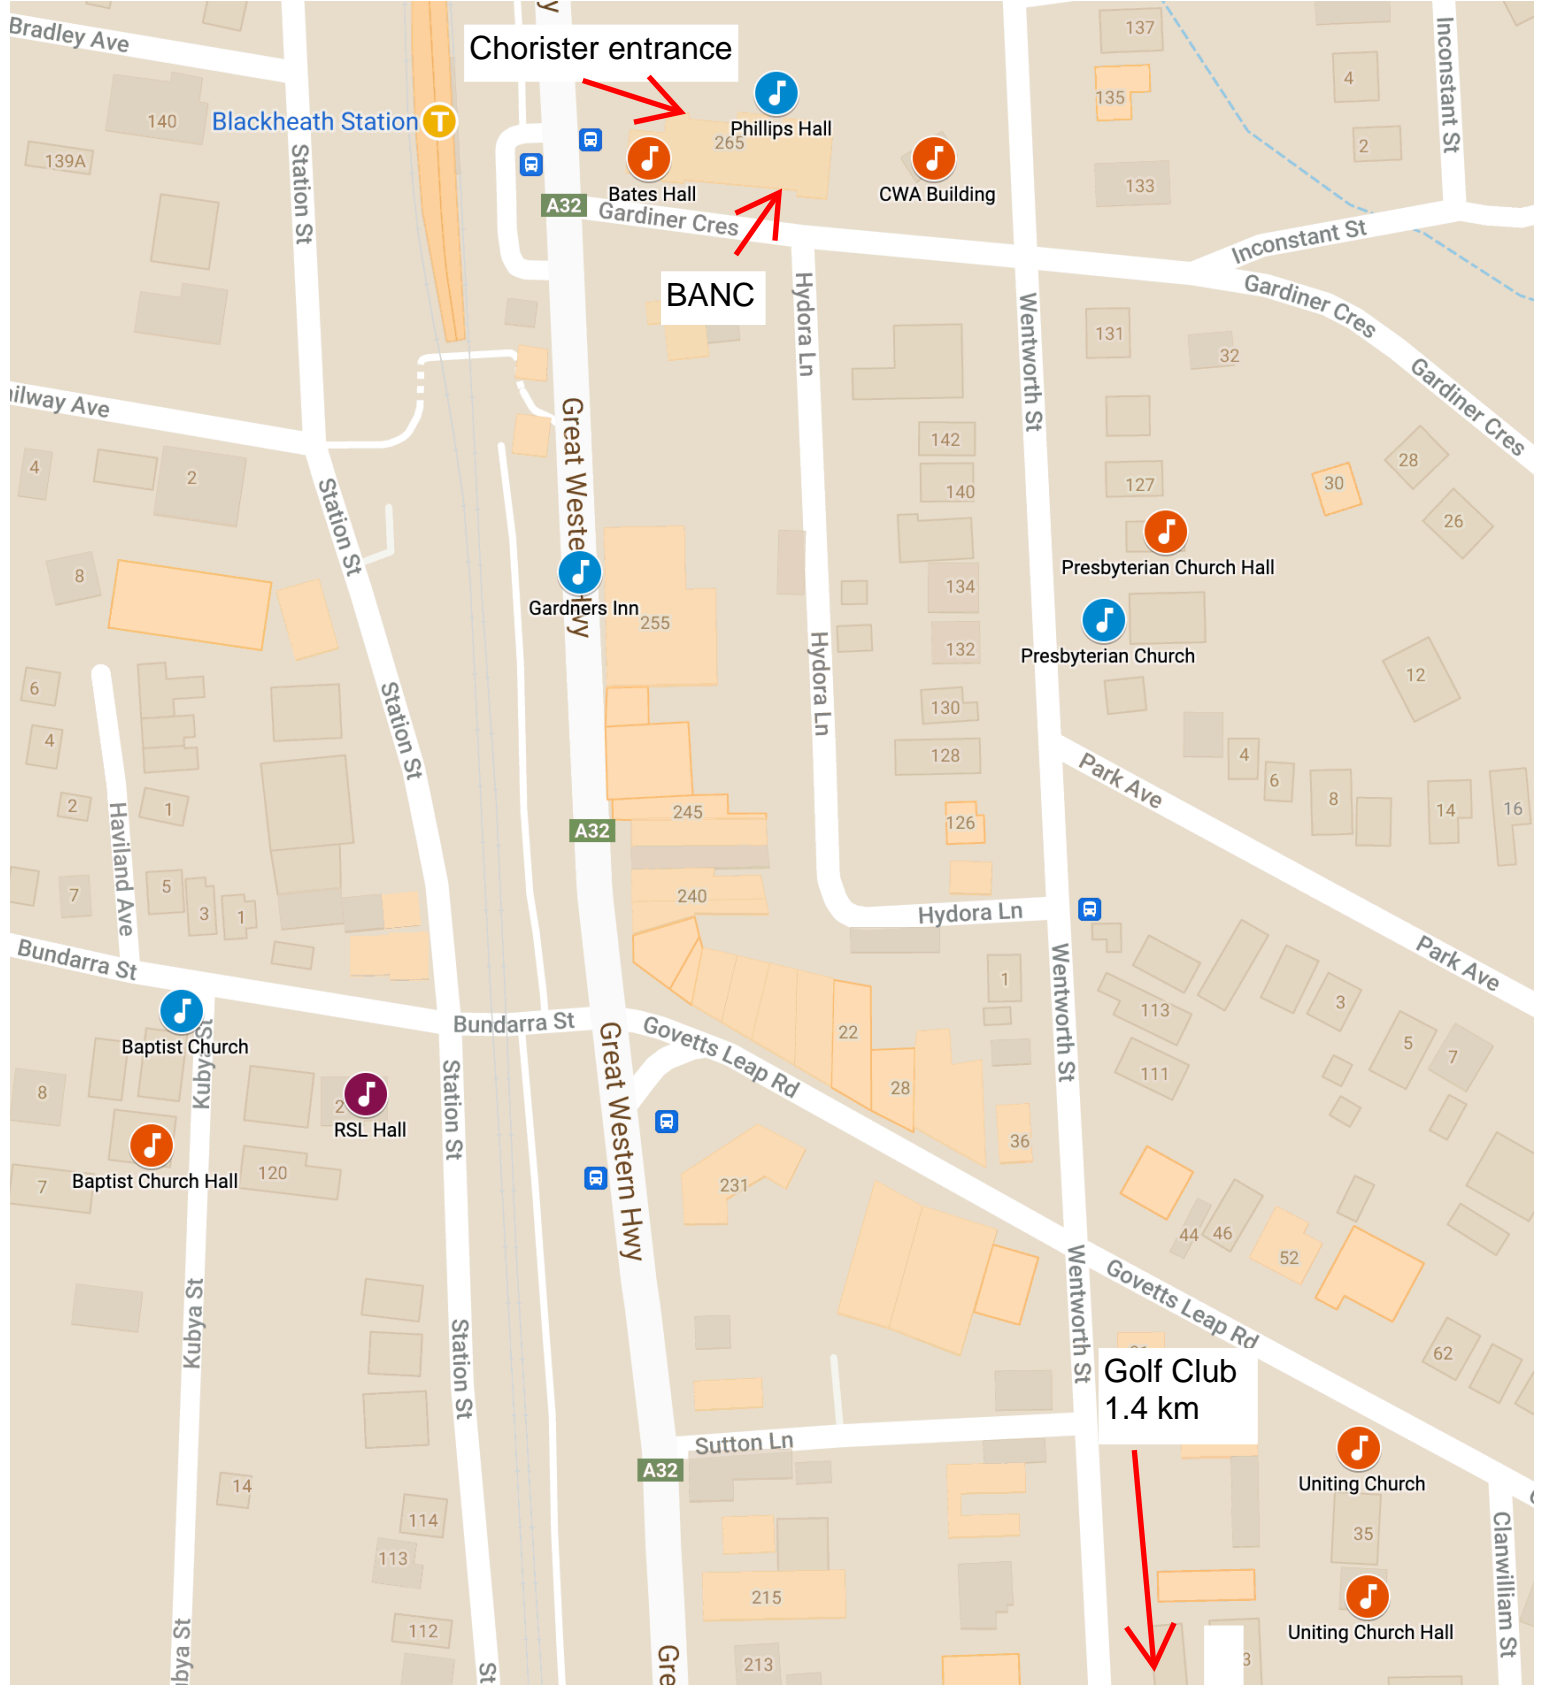 Bradley Ave
y
Chorister entrance
137
Inconstant St
4
135
140
Blackheath Station
T
Phillips Hall
265
2
139A
Station St
Bates Hall
CWA Building
133
A32
Gardiner Cres
Inconstant St
BANC
Hydora Ln
Wentworth St
Gardiner Cres
131
32
Gardiner Cres
ilway Ave
Great Western Hwy
142
28
4
2
127
30
140
Station St
26
Presbyterian Church Hall
8
134
Gardners Inn
255
132
Presbyterian Church
Hydora Ln
12
6
Station St
130
4
128
4
6
Park Ave
8
2
1
245
126
14
16
Haviland Ave
A32
5
7
3
1
240
Hydora Ln
Bundarra St
Park Ave
Wentworth St
1
3
113
Bundarra St
Govetts Leap Rd
22
5
7
Baptist Church
Kubya St
Great Western Hwy
111
8
2
28
RSL Hall
Station St
36
Baptist Church Hall
7
120
231
44
46
52
Wentworth St
Govetts Leap Rd
Kubya St
Station St
62
Golf Club
1.4 km
Sutton Ln
A32
Uniting Church
14
114
35
Clanwilliam St
113
215
Uniting Church Hall
112
ubya St
213
3
St
Gre